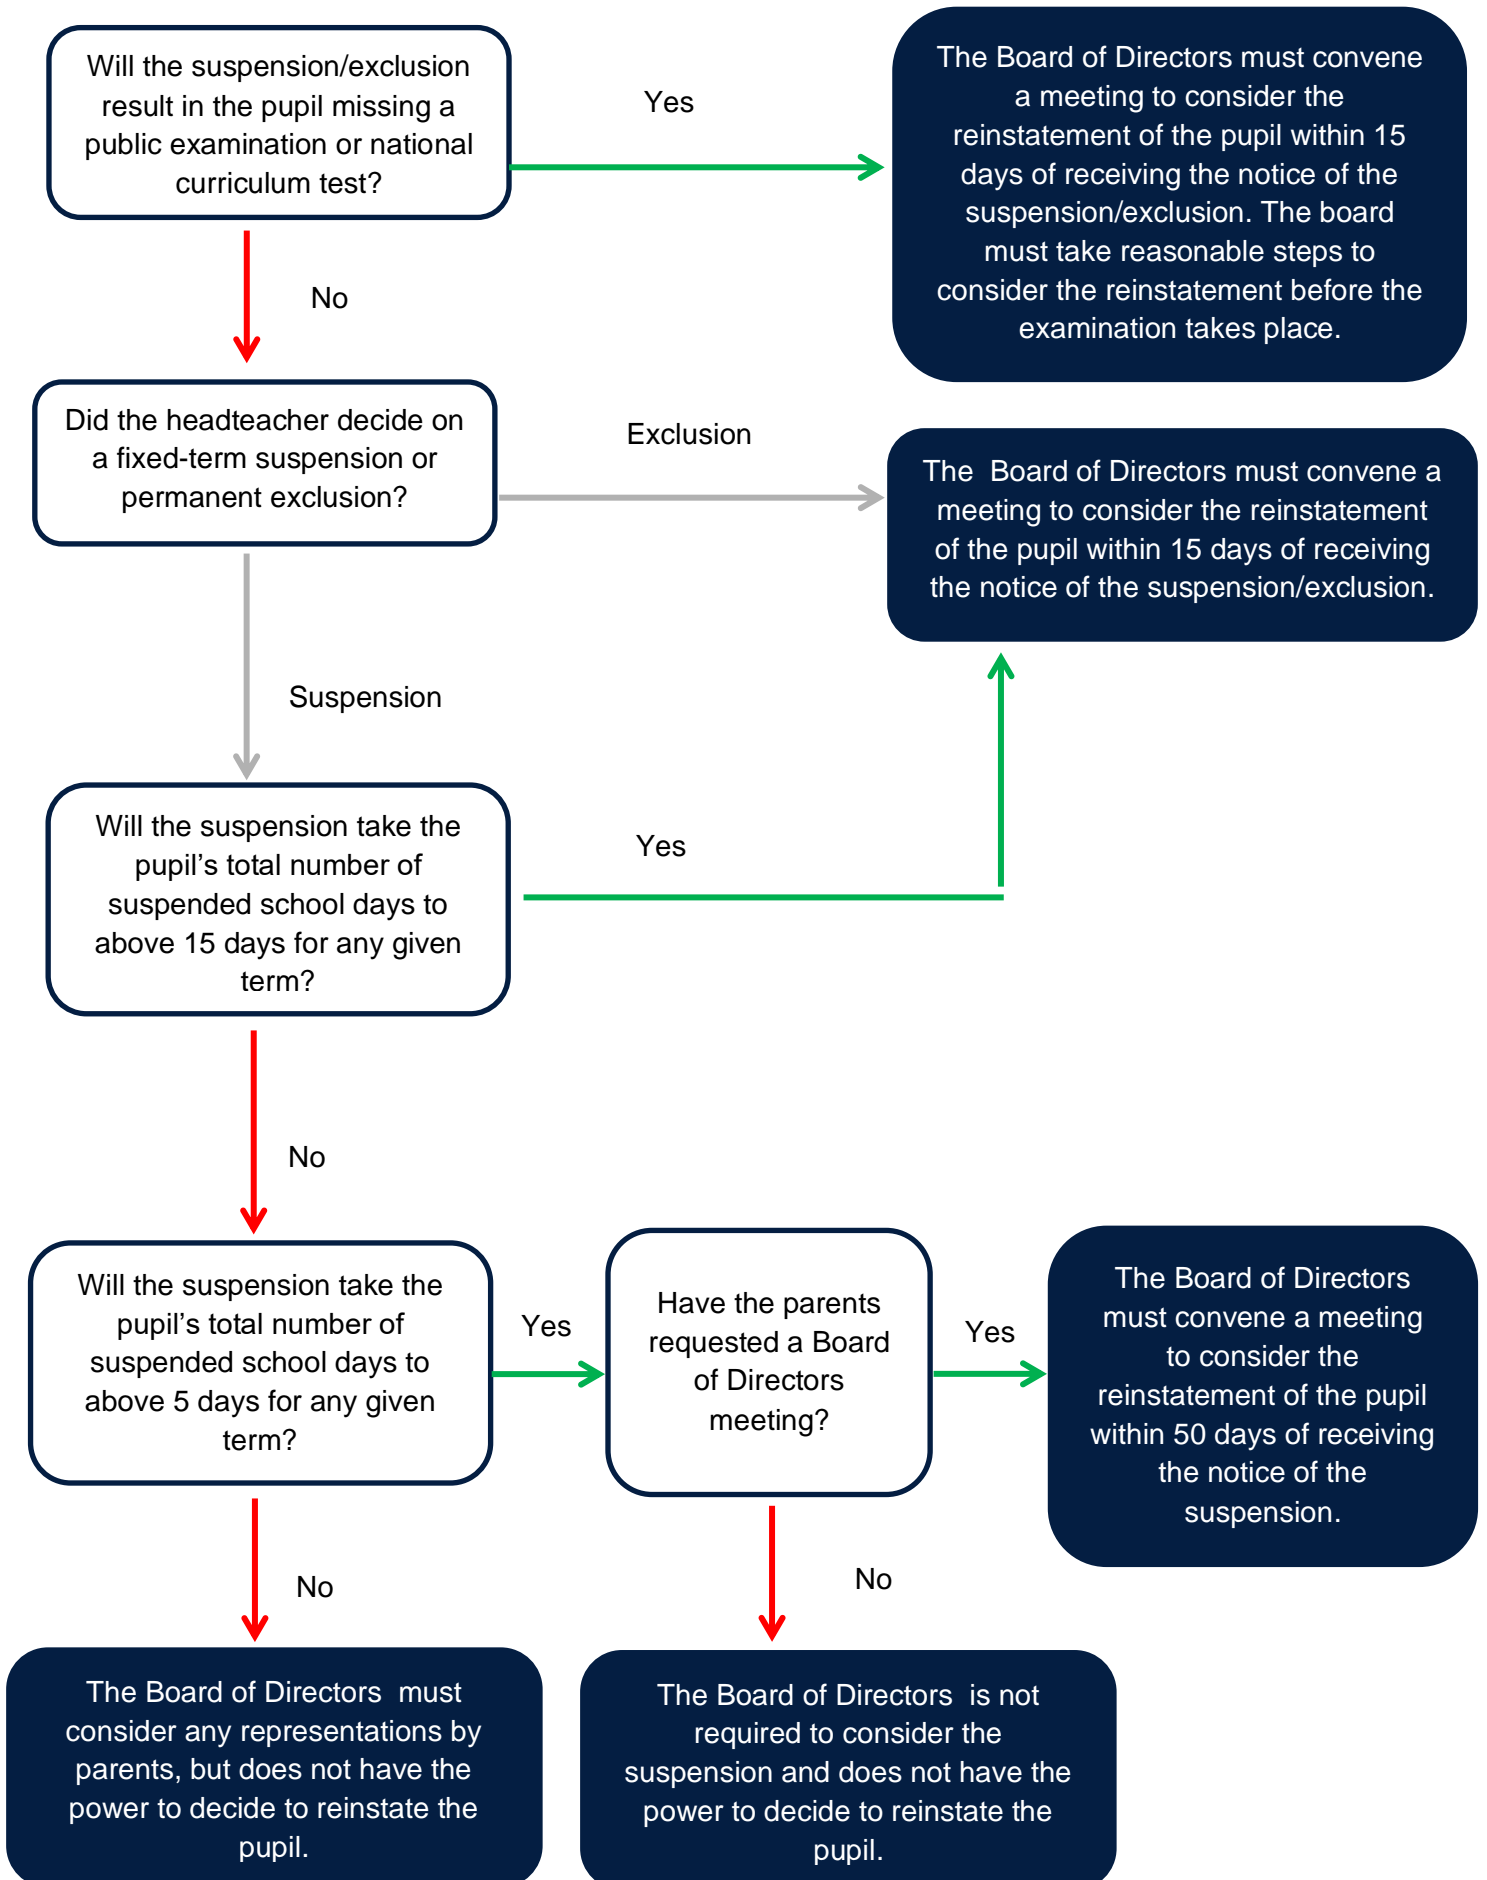 Will the suspension/exclusion
result in the pupil missing a
public examination or national
curriculum test?
Yes
The Board of Directors must convene
a meeting to consider the
reinstatement of the pupil within 15
days of receiving the notice of the
suspension/exclusion. The board
must take reasonable steps to
consider the reinstatement before the
examination takes place.
No
Did the headteacher decide on
a fixed-term suspension or
permanent exclusion?
Exclusion
The  Board of Directors must convene a
meeting to consider the reinstatement
of the pupil within 15 days of receiving
the notice of the suspension/exclusion.
Suspension
Will the suspension take the
pupil’s total number of
suspended school days to
above 15 days for any given
term?
Yes
No
Will the suspension take the
pupil’s total number of
suspended school days to
above 5 days for any given
term?
Yes
Have the parents
requested a Board
of Directors
meeting?
Yes
The Board of Directors
must convene a meeting
to consider the
reinstatement of the pupil
within 50 days of receiving
the notice of the
suspension.
No
No
The Board of Directors  must
consider any representations by
parents, but does not have the
power to decide to reinstate the
pupil.
The Board of Directors  is not
required to consider the
suspension and does not have the
power to decide to reinstate the
pupil.